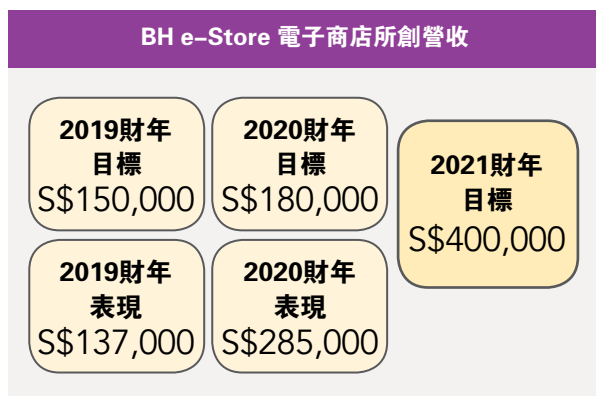 BH e–Store 電子商店所創營收
2019財年
目標
S$150,000
2020財年
目標
S$180,000
2021財年
目標
S$400,000
2019財年
表現
S$137,000
2020財年
表現
S$285,000